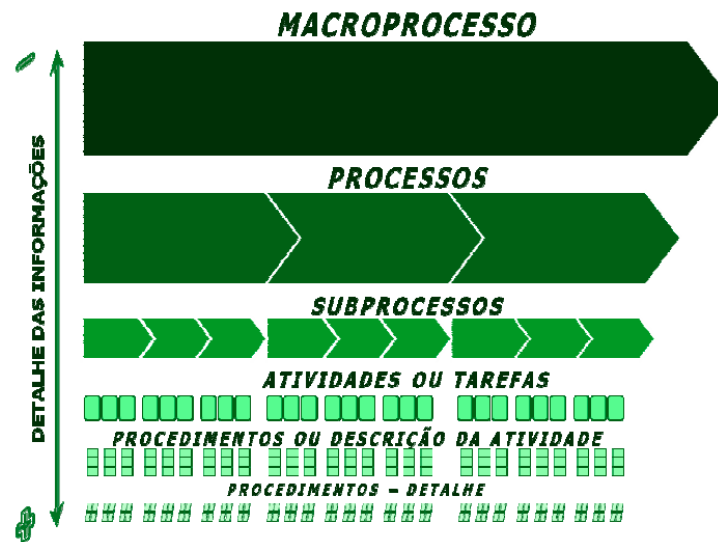 MACROPROCESSO
PROCESSOS
SUBPROCESSOS
ATIVIDADES OU TAREFAS
PROCEDIMENTOS OU DESCRIÇÃO DA ATIVIDADE
PROCEDIMENTOS – DETALHE
-
DETALHE DAS INFORMAÇÕES
+